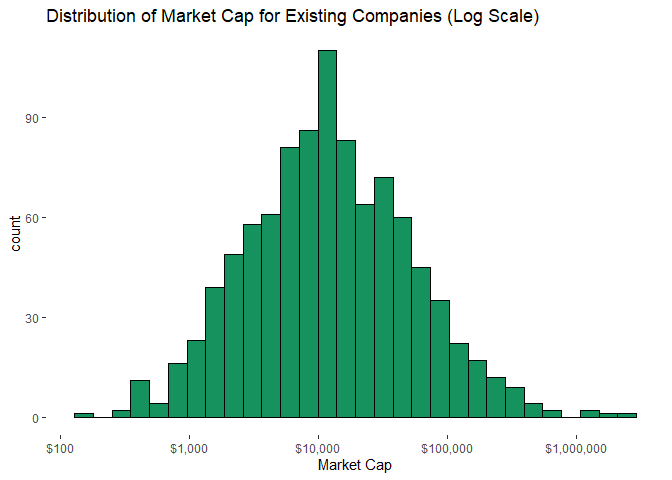 Distribution of Market Cap for Existing Companies (Log Scale)
90
60
30
0
count
$100 $1,000 $10,000 $100,000 $1,000,000
Market Cap